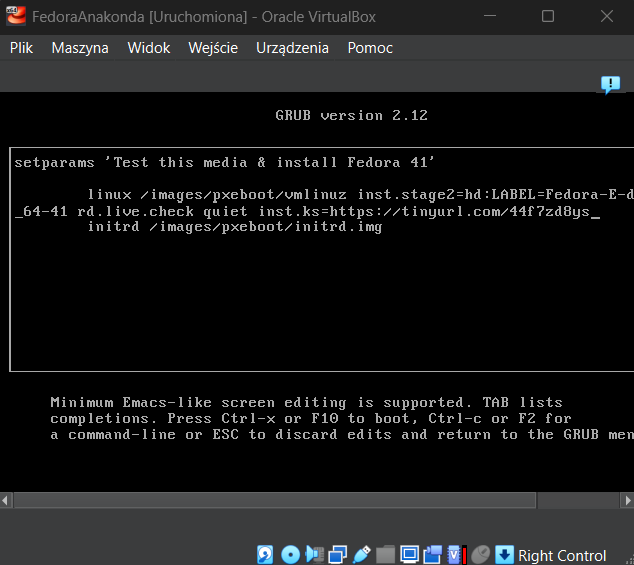 FedoraAnakonda [Uruchomiona] - Oracle VirtualBox
Plik Maszyna Widok Wejście Urządzenia Pomoc
GRUB version 2.12
setparams 'Test this media & install Fedora 41'
linux /images/pxeboot/vmlinuz inst.stage2=hd:LABEL=Fedora-E-d
_64-41 rd.live.check quiet inst.ks=https://tinyurl.com/44f7zd8ys_
initrd /images/pxeboot/initrd.img
Minimum Emacs-like screen editing is supported. TAB lists
completions. Press Ctrl-x or F10 to boot, Ctrl-c or F2 for
a command-line or ESC to discard edits and return to the GRUB men
Right Control